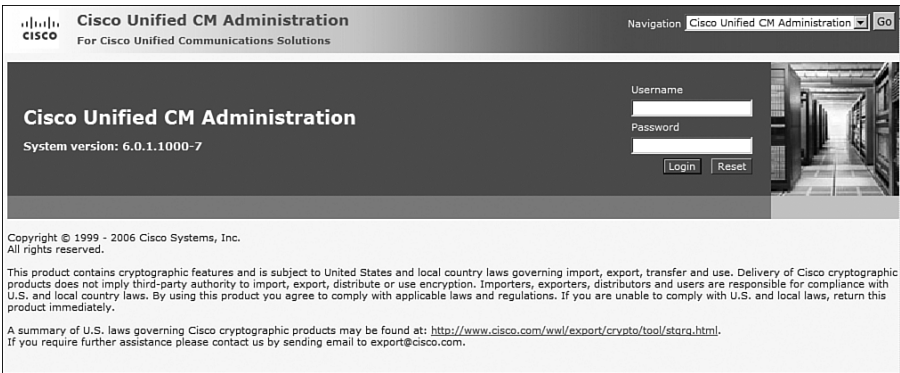 CISCO
Cisco Unified CM Administration
For Cisco Unified Communications Solutions
Navigation Cisco Unified CM Administration Go
Cisco Unified CM Administration
System version: 6.0.1.1000-7
Username
Password
Login Reset
Copyright © 1999 - 2006 Cisco Systems, Inc.
All rights reserved.
This product contains cryptographic features and is subject to United States and local country laws governing import, export, transfer and use. Delivery of Cisco cryptographic
products does not imply third-party authority to import, export, distribute or use encryption. Importers, exporters, distributors and users are responsible for compliance with
U.S. and local country laws. By using this product you agree to comply with applicable laws and regulations. If you are unable to comply with U.S. and local laws, return this
product immediately.
A summary of U.S. laws governing Cisco cryptographic products may be found at: http://www.cisco.com/wwl/export/crypto/tool/stqrg.html.
If you require further assistance please contact us by sending email to export@cisco.com.